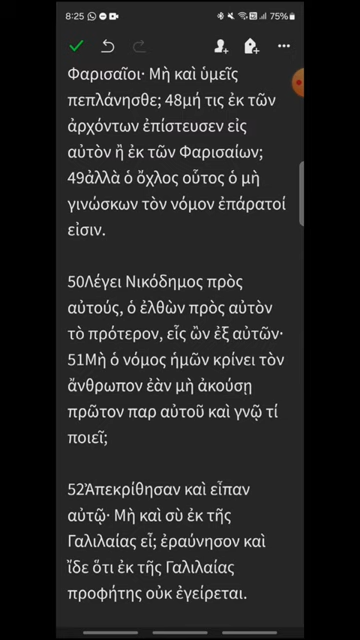 8:25
75%
Φαρισαῖοι· Μὴ καὶ ὑμεῖς
πεπλάνησθε; 48μή τις ἐκ τῶν
ἀρχόντων ἐπίστευσεν εἰς
αὐτὸν ἢ ἐκ τῶν Φαρισαίων;
49ἀλλὰ ὁ ὄχλος οὗτος ὁ μὴ
γινώσκων τὸν νόμον ἐπάρατοί
εἰσιν.
50Λέγει Νικόδημος πρὸς
αὐτούς, ὁ ἐλθὼν πρὸς αὐτὸν
τὸ πρότερον, εἷς ὢν ἐξ αὐτῶν·
51Μὴ ὁ νόμος ἡμῶν κρίνει τὸν
ἄνθρωπον ἐὰν μὴ ἀκούσῃ
πρῶτον παρ αὐτοῦ καὶ γνῷ τί
ποιεῖ;
52Ἀπεκρίθησαν καὶ εἶπαν
αὐτῷ· Μὴ καὶ σὺ ἐκ τῆς
Γαλιλαίας εἶ; ἐραύνησον καὶ
ἴδε ὅτι ἐκ τῆς Γαλιλαίας
προφήτης οὐκ ἐγείρεται.